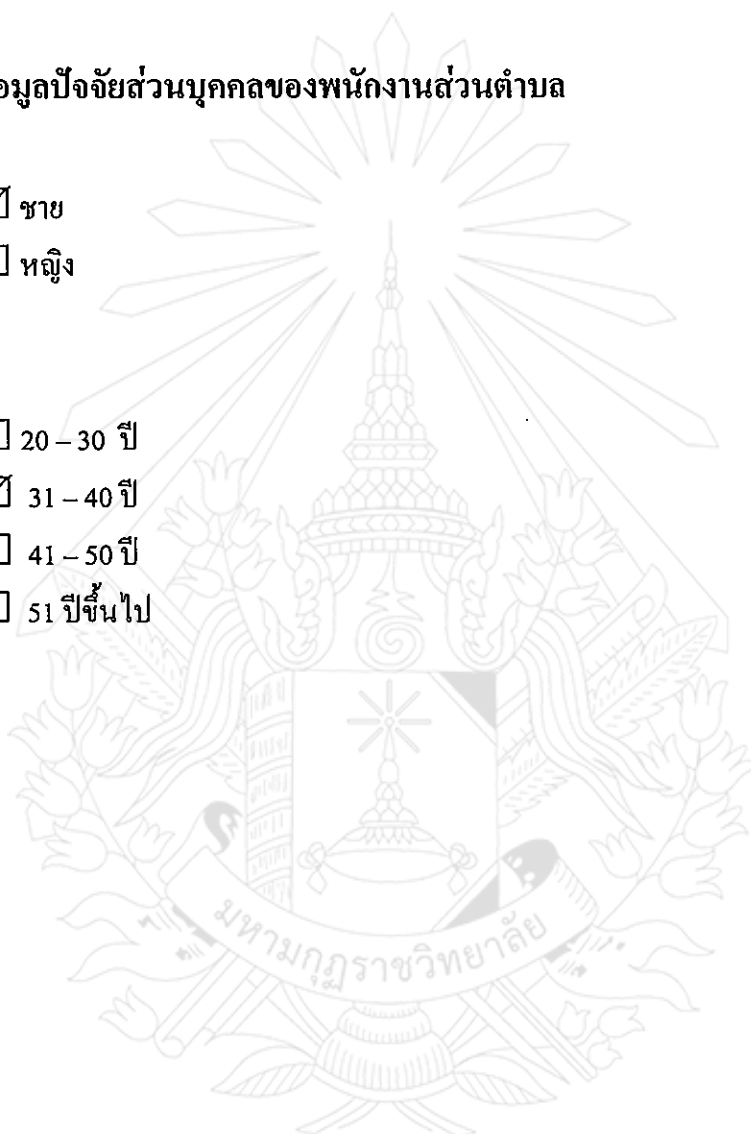 อมูลปัจจัยส่วนบุคคลของพนักงานส่วนตำบล
☑ ชาย
☐ หญิง
☐ 20 – 30 ปี
☑ 31 – 40 ปี
☐ 41 – 50 ปี
☐ 51 ปีขึ้นไป
มหามกุฏราชวิทยาลัย